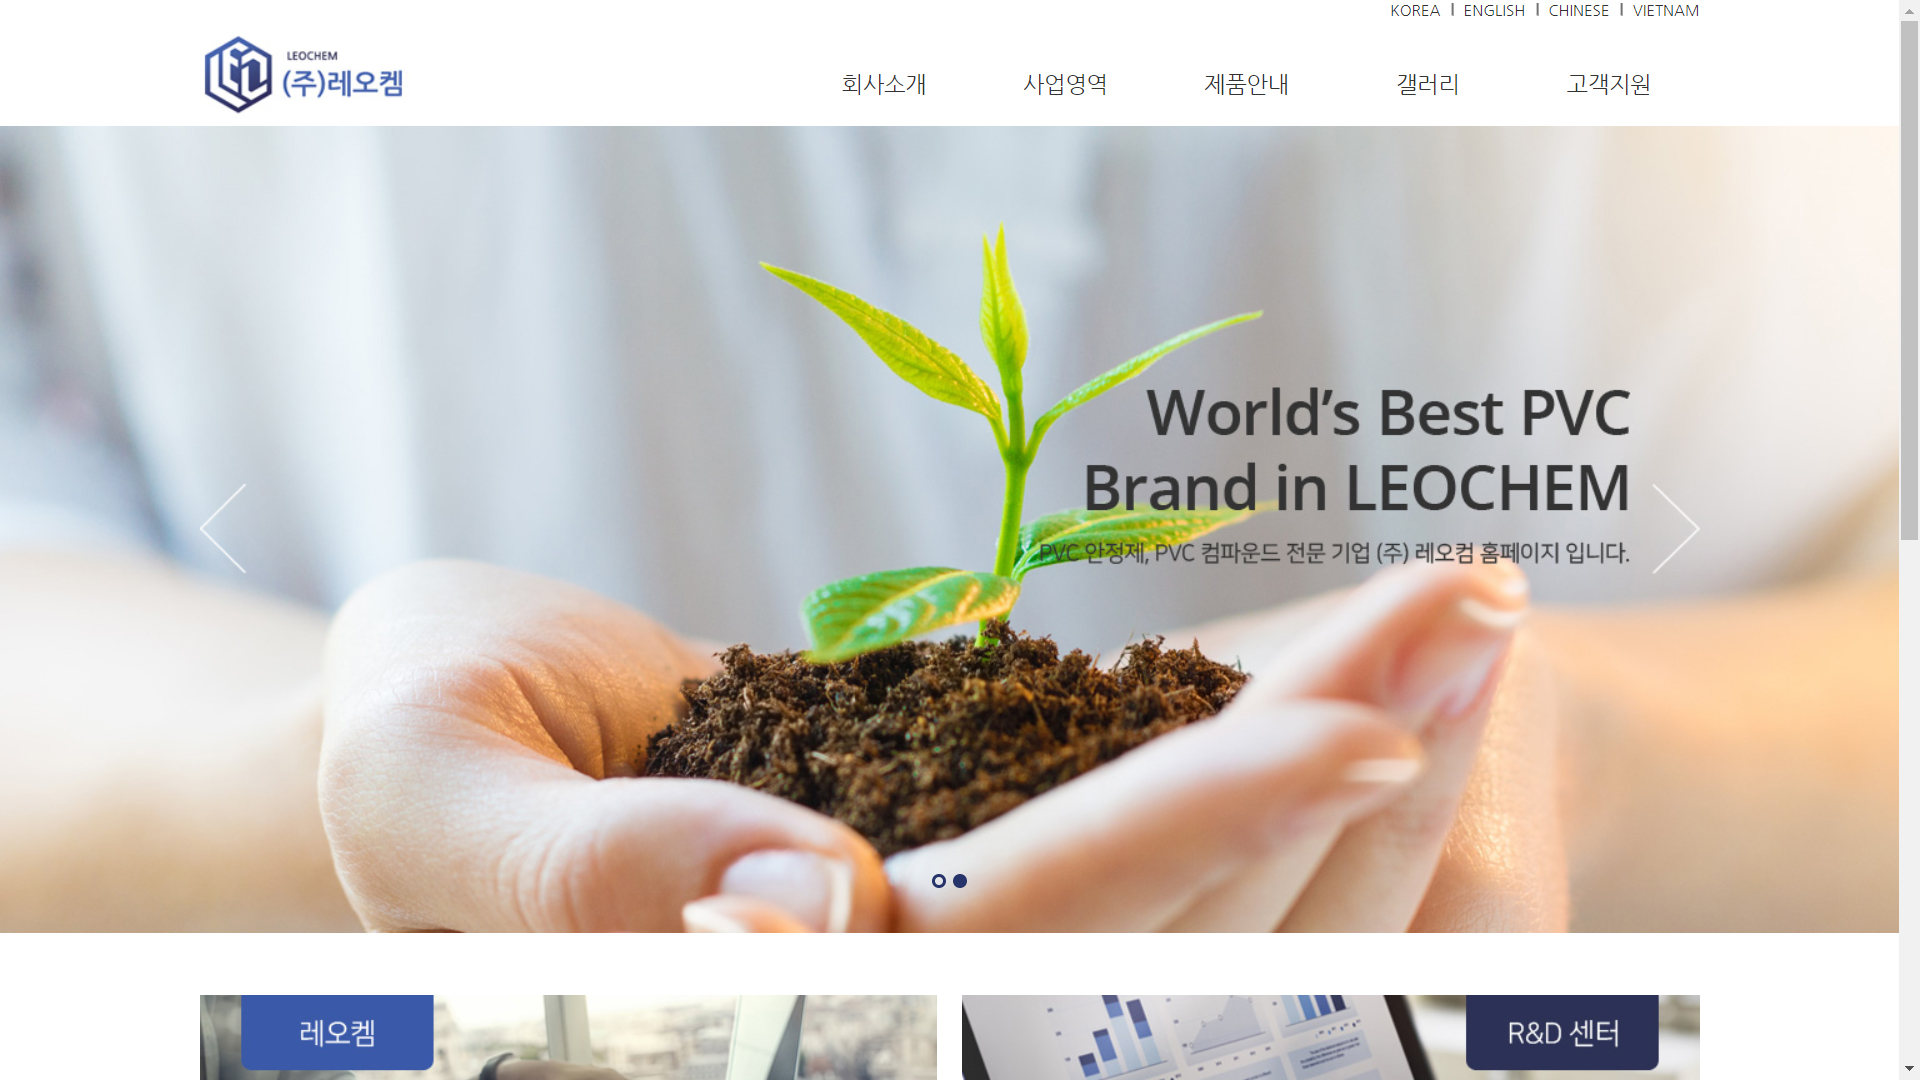 KOREA | ENGLISH | CHINESE | VIETNAM
LEOCHEM
(주)레오켐
회사소개 사업영역 제품안내 갤러리 고객지원
World's Best PVC
Brand in LEOCHEM
PVC 안정제, PVC 컴파운드 전문 기업 (주) 레오컴 홈페이지 입니다.
레오켐
R&D 센터